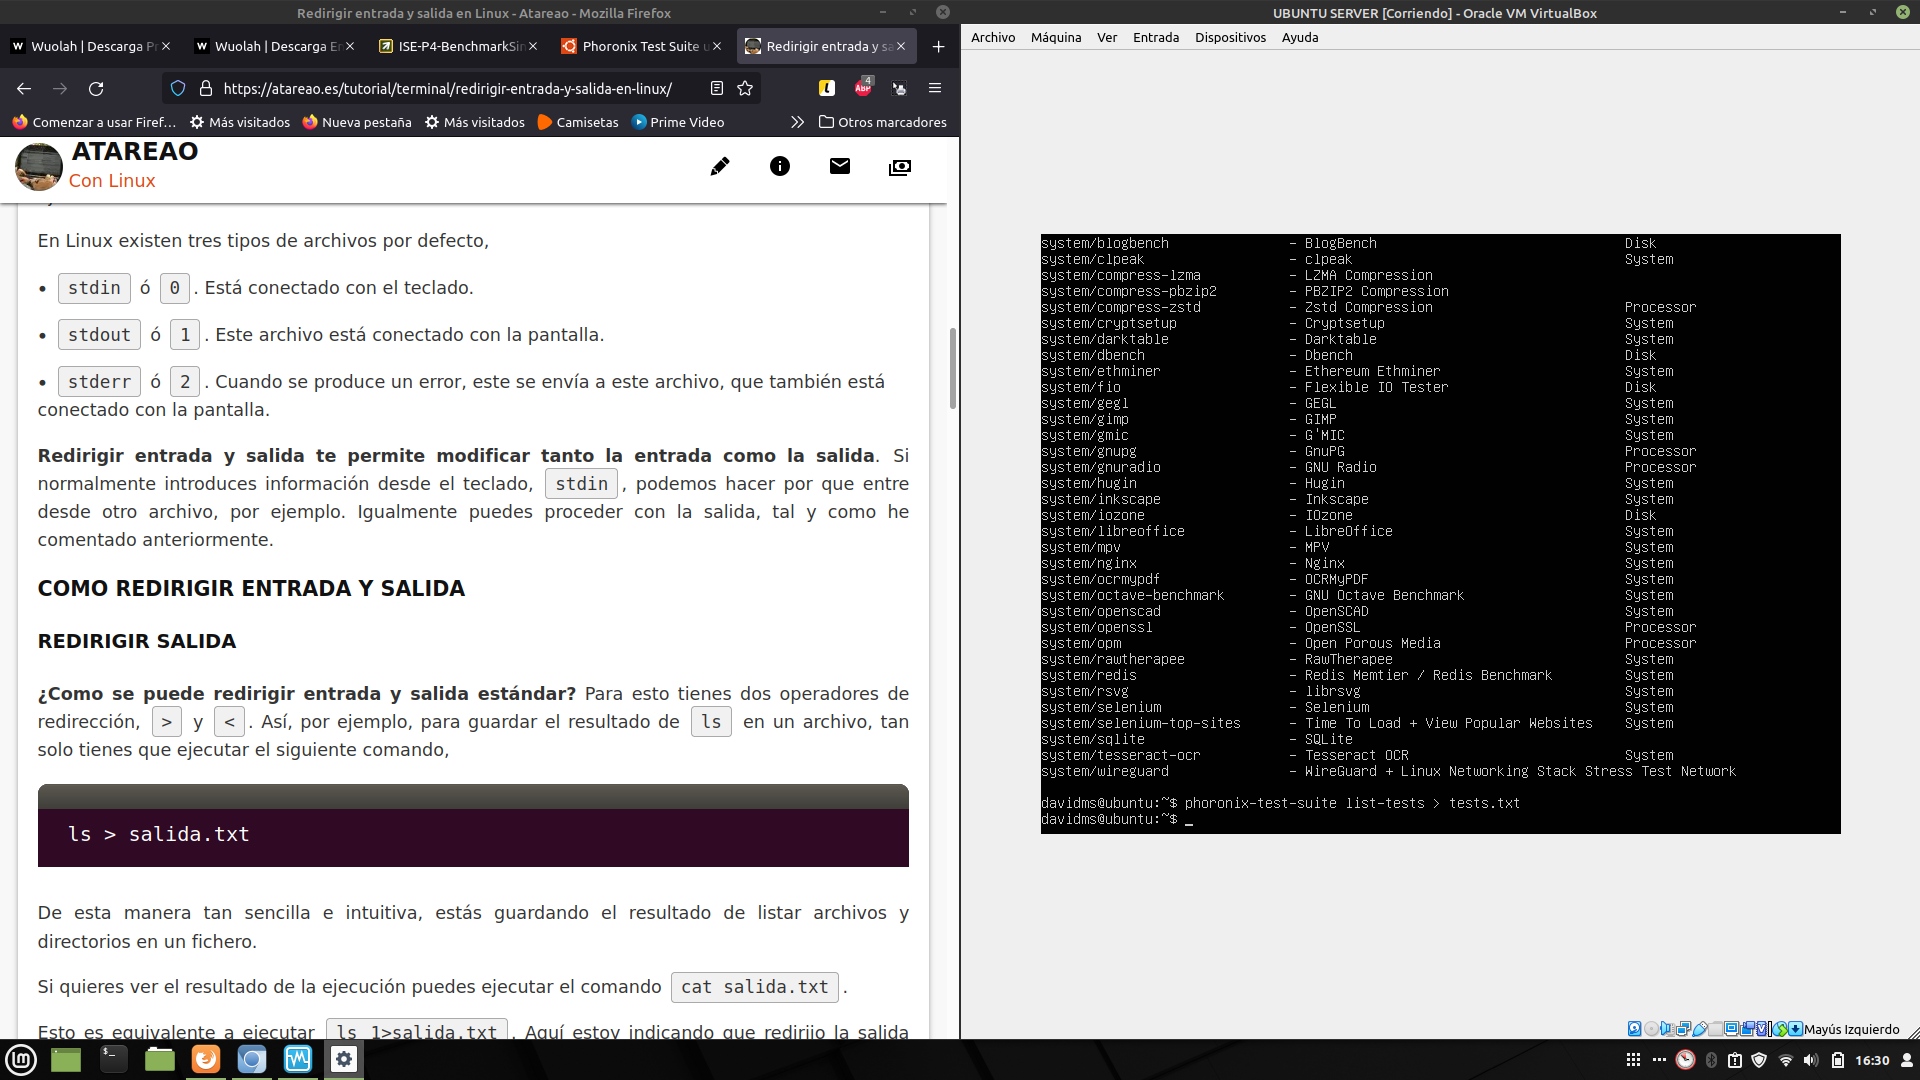 Redirigir entrada y salida en Linux - Atareao - Mozilla Firefox
Wuolah | Descarga Pr
Wuolah | Descarga En
ISE-P4-BenchmarkSin
Phoronix Test Suite u
Redirigir entrada y sa
https://atareao.es/tutorial/terminal/redirigir-entrada-y-salida-en-linux/
4
ABP
Comenzar a usar Firef…
Más visitados
Nueva pestaña
Más visitados
Camisetas
Prime Video
Otros marcadores
ATAREAO
Con Linux
En Linux existen tres tipos de archivos por defecto,
• stdin ó 0 . Está conectado con el teclado.
• stdout ó 1 . Este archivo está conectado con la pantalla.
• stderr ó 2 . Cuando se produce un error, este se envía a este archivo, que también está
conectado con la pantalla.
Redirigir entrada y salida te permite modificar tanto la entrada como la salida. Si
normalmente introduces información desde el teclado, stdin , podemos hacer por que entre
desde otro archivo, por ejemplo. Igualmente puedes proceder con la salida, tal y como he
comentado anteriormente.
COMO REDIRIGIR ENTRADA Y SALIDA
REDIRIGIR SALIDA
¿Como se puede redirigir entrada y salida estándar? Para esto tienes dos operadores de
redirección, > y < . Así, por ejemplo, para guardar el resultado de ls en un archivo, tan
solo tienes que ejecutar el siguiente comando,
ls > salida.txt
De esta manera tan sencilla e intuitiva, estás guardando el resultado de listar archivos y
directorios en un fichero.
Si quieres ver el resultado de la ejecución puedes ejecutar el comando cat salida.txt .
Esto es equivalente a ejecutar ls 1>salida.txt . Aquí estoy indicando que redirijo la salida
UBUNTU SERVER [Corriendo] - Oracle VM VirtualBox
Archivo Máquina Ver Entrada Dispositivos Ayuda
system/blogbench - BlogBench Disk
system/clpeak - clpeak System
system/compress-lzma - LZMA Compression
system/compress-pbzip2 - PBZIP2 Compression
system/compress-zstd - Zstd Compression Processor
system/cryptsetup - Cryptsetup System
system/darktable - Darktable System
system/dbench - Dbench Disk
system/ethminer - Ethereum Ethminer System
system/fio - Flexible IO Tester Disk
system/gegl - GEGL System
system/gimp - GIMP System
system/gmic - G'MIC System
system/gnupg - GnuPG Processor
system/gnuradio - GNU Radio Processor
system/hugin - Hugin System
system/inkscape - Inkscape System
system/iozone - IOzone Disk
system/libreoffice - LibreOffice System
system/mpv - MPV System
system/nginx - Nginx System
system/ocrmypdf - OCRMyPDF System
system/octave-benchmark - GNU Octave Benchmark System
system/openscad - OpenSCAD System
system/openssl - OpenSSL Processor
system/opm - Open Porous Media Processor
system/rawtherapee - RawTherapee System
system/redis - Redis Memtier / Redis Benchmark System
system/rsvg - librsvg System
system/selenium - Selenium System
system/selenium-top-sites - Time To Load + View Popular Websites System
system/sqlite - SQLite
system/tesseract-ocr - Tesseract OCR System
system/wireguard - WireGuard + Linux Networking Stack Stress Test Network
davidms@ubuntu:~$ phoronix-test-suite list-tests > tests.txt
davidms@ubuntu:~$ _
Mayús Izquierdo
16:30